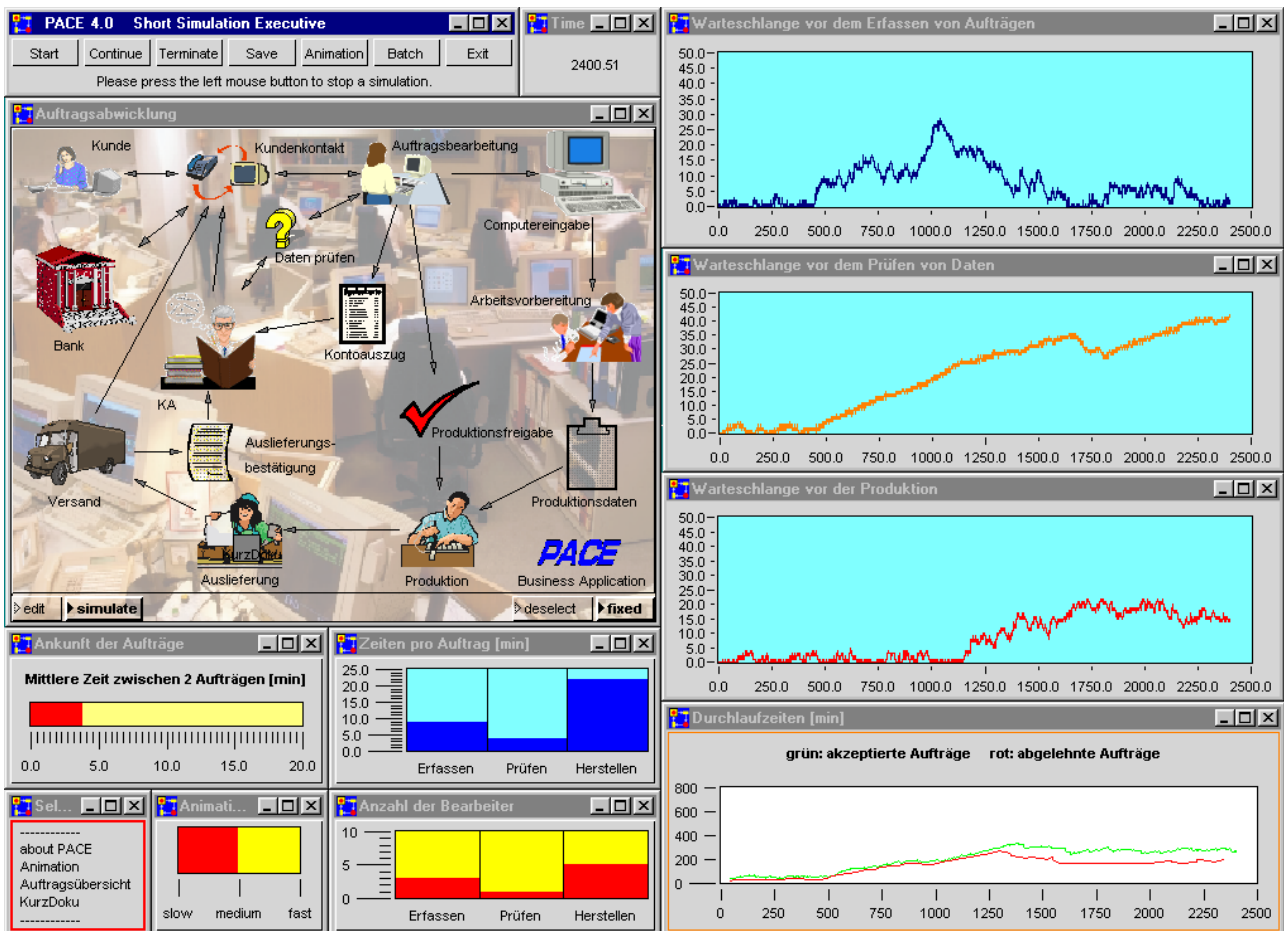 PACE 4.0 Short Simulation Executive
Start Continue Terminate Save Animation Batch Exit
Please press the left mouse button to stop a simulation.
Time
2400.51
Auftragsabwicklung
Kunde
Kundenkontakt
Auftragsbearbeitung
Computereingabe
Daten prüfen
Arbeitsvorbereitung
Bank
Kontoauszug
KA
Produktionsfreigabe
Auslieferungs-
bestätigung
Versand
Produktionsdaten
KurzDoku
Auslieferung
Produktion
PACE
Business Application
edit simulate deselect fixed
Ankunft der Aufträge
Mittlere Zeit zwischen 2 Aufträgen [min]
0.0 5.0 10.0 15.0 20.0
Zeiten pro Auftrag [min]
25.0
20.0
15.0
10.0
5.0
0.0
Erfassen Prüfen Herstellen
Sel...
------------
about PACE
Animation
Auftragsübersicht
KurzDoku
------------
Animati...
slow medium fast
Anzahl der Bearbeiter
10
5
0
Erfassen Prüfen Herstellen
Warteschlange vor dem Erfassen von Aufträgen
50.0
45.0
40.0
35.0
30.0
25.0
20.0
15.0
10.0
5.0
0.0
0.0 250.0 500.0 750.0 1000.0 1250.0 1500.0 1750.0 2000.0 2250.0 2500.0
Warteschlange vor dem Prüfen von Daten
50.0
45.0
40.0
35.0
30.0
25.0
20.0
15.0
10.0
5.0
0.0
0.0 250.0 500.0 750.0 1000.0 1250.0 1500.0 1750.0 2000.0 2250.0 2500.0
Warteschlange vor der Produktion
50.0
45.0
40.0
35.0
30.0
25.0
20.0
15.0
10.0
5.0
0.0
0.0 250.0 500.0 750.0 1000.0 1250.0 1500.0 1750.0 2000.0 2250.0 2500.0
Durchlaufzeiten [min]
grün: akzeptierte Aufträge rot: abgelehnte Aufträge
800
600
400
200
0
0 250 500 750 1000 1250 1500 1750 2000 2250 2500